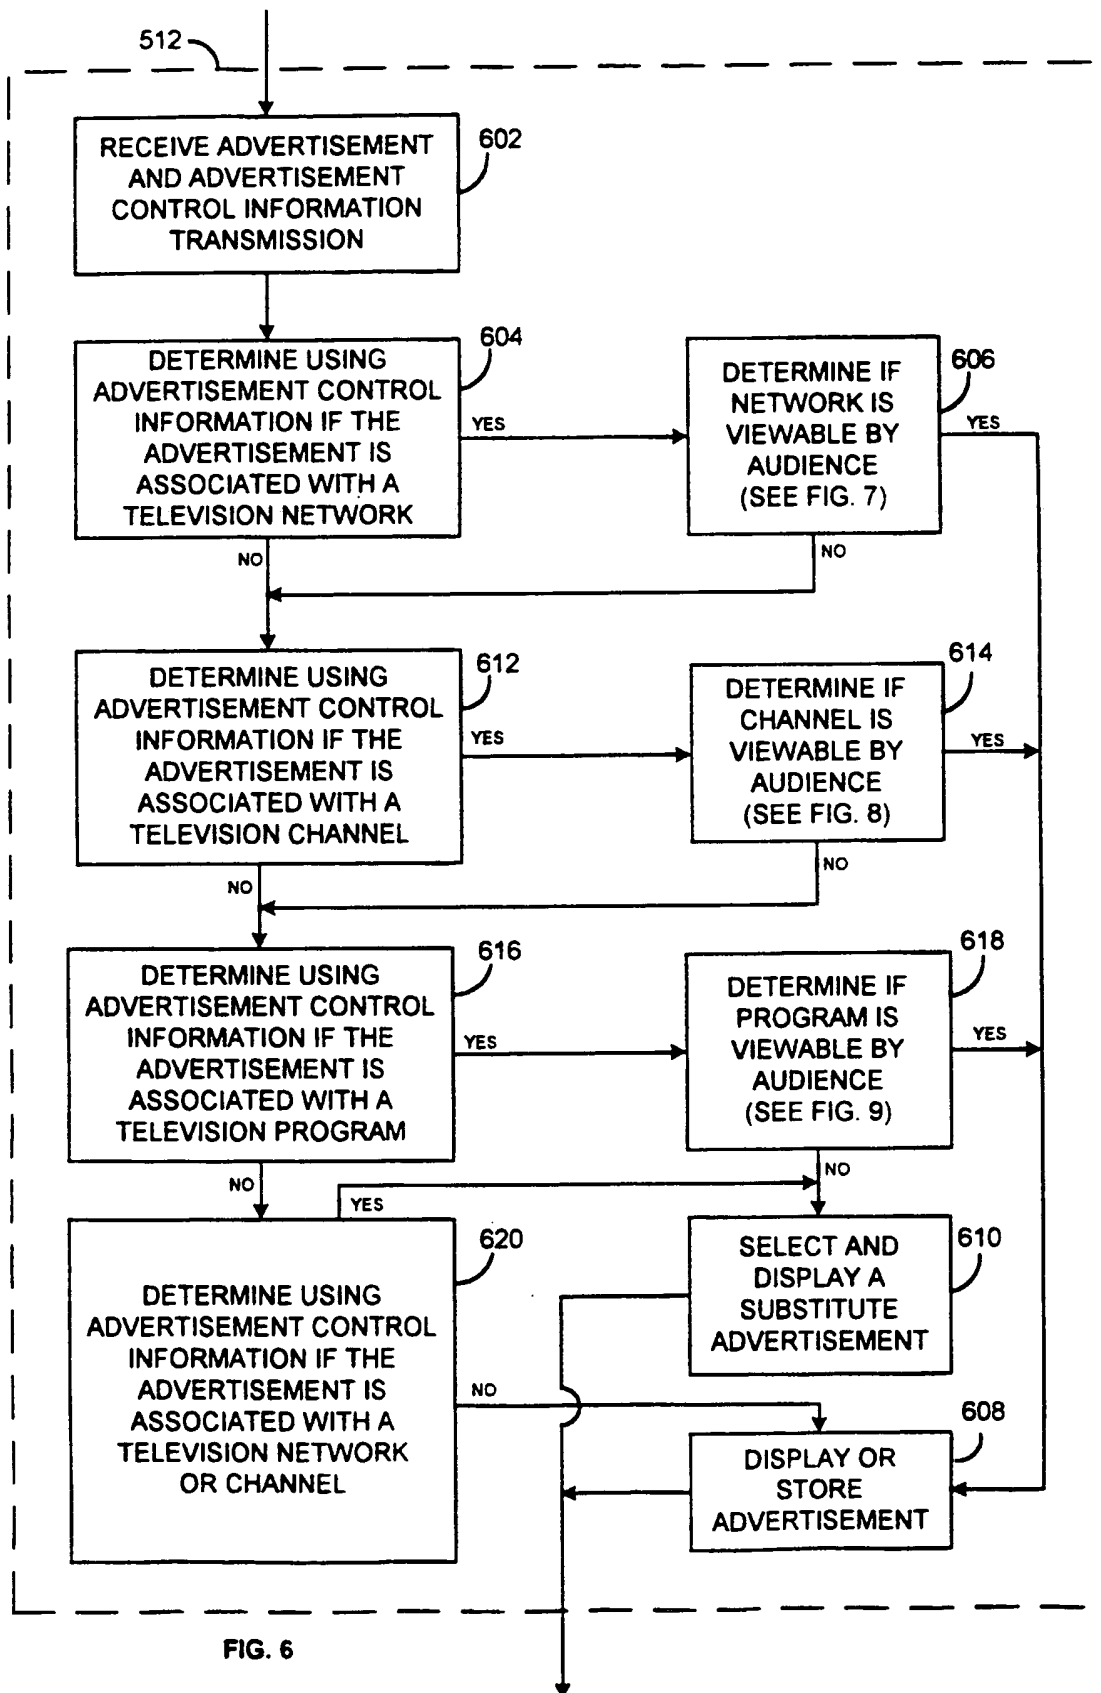 512
RECEIVE ADVERTISEMENT
AND ADVERTISEMENT
CONTROL INFORMATION
TRANSMISSION
602
DETERMINE USING
ADVERTISEMENT CONTROL
INFORMATION IF THE
ADVERTISEMENT IS
ASSOCIATED WITH A
TELEVISION NETWORK
604
YES
NO
DETERMINE IF
NETWORK IS
VIEWABLE BY
AUDIENCE
(SEE FIG. 7)
606
YES
NO
DETERMINE USING
ADVERTISEMENT CONTROL
INFORMATION IF THE
ADVERTISEMENT IS
ASSOCIATED WITH A
TELEVISION CHANNEL
612
YES
NO
DETERMINE IF
CHANNEL IS
VIEWABLE BY
AUDIENCE
(SEE FIG. 8)
614
YES
NO
DETERMINE USING
ADVERTISEMENT CONTROL
INFORMATION IF THE
ADVERTISEMENT IS
ASSOCIATED WITH A
TELEVISION PROGRAM
616
YES
NO
DETERMINE IF
PROGRAM IS
VIEWABLE BY
AUDIENCE
(SEE FIG. 9)
618
YES
NO
YES
DETERMINE USING
ADVERTISEMENT CONTROL
INFORMATION IF THE
ADVERTISEMENT IS
ASSOCIATED WITH A
TELEVISION NETWORK
OR CHANNEL
620
NO
SELECT AND
DISPLAY A
SUBSTITUTE
ADVERTISEMENT
610
DISPLAY OR
STORE
ADVERTISEMENT
608
FIG. 6